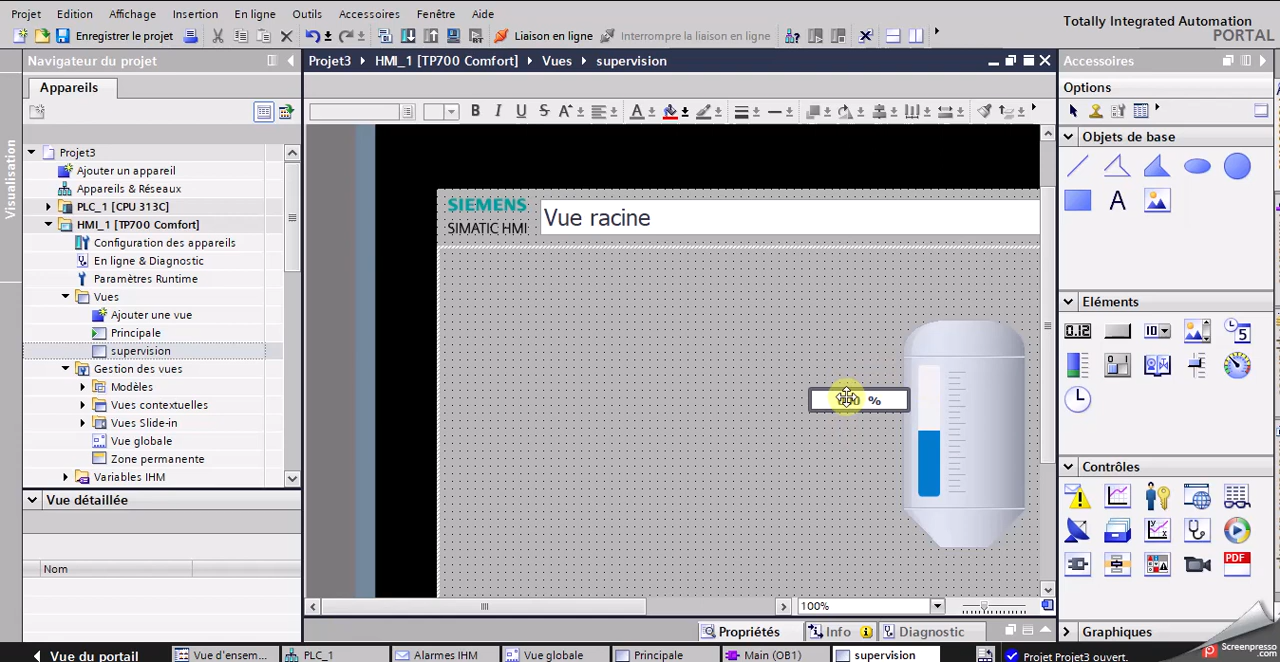 Projet Edition Affichage Insertion En ligne Outils Accessoires Fenêtre Aide
Totally Integrated Automation
PORTAL
Enregistrer le projet
Liaison en ligne
Interrompre la liaison en ligne
Navigateur du projet
Projet3 HMI_1 [TP700 Comfort] Vues supervision
Accessoires
Appareils
Options
Visualisation
Objets de base
Projet3
Ajouter un appareil
Appareils & Réseaux
PLC_1 [CPU 313C]
HMI_1 [TP700 Comfort]
Configuration des appareils
En ligne & Diagnostic
Paramètres Runtime
Vues
Ajouter une vue
Principale
supervision
Gestion des vues
Modèles
Vues contextuelles
Vues Slide-in
Vue globale
Zone permanente
Variables IHM
SIEMENS
SIMATIC HMI
Vue racine
%
Eléments
0.12
10
5
Contrôles
PDF
Vue détaillée
Nom
100%
Propriétés
Info
Diagnostic
Graphiques
Vue du portail
Vue d'ensem...
PLC_1
Alarmes IHM
Vue globale
Principale
Main (OB1)
supervision
Projet Projet3 ouvert.
Screenpresso
.com